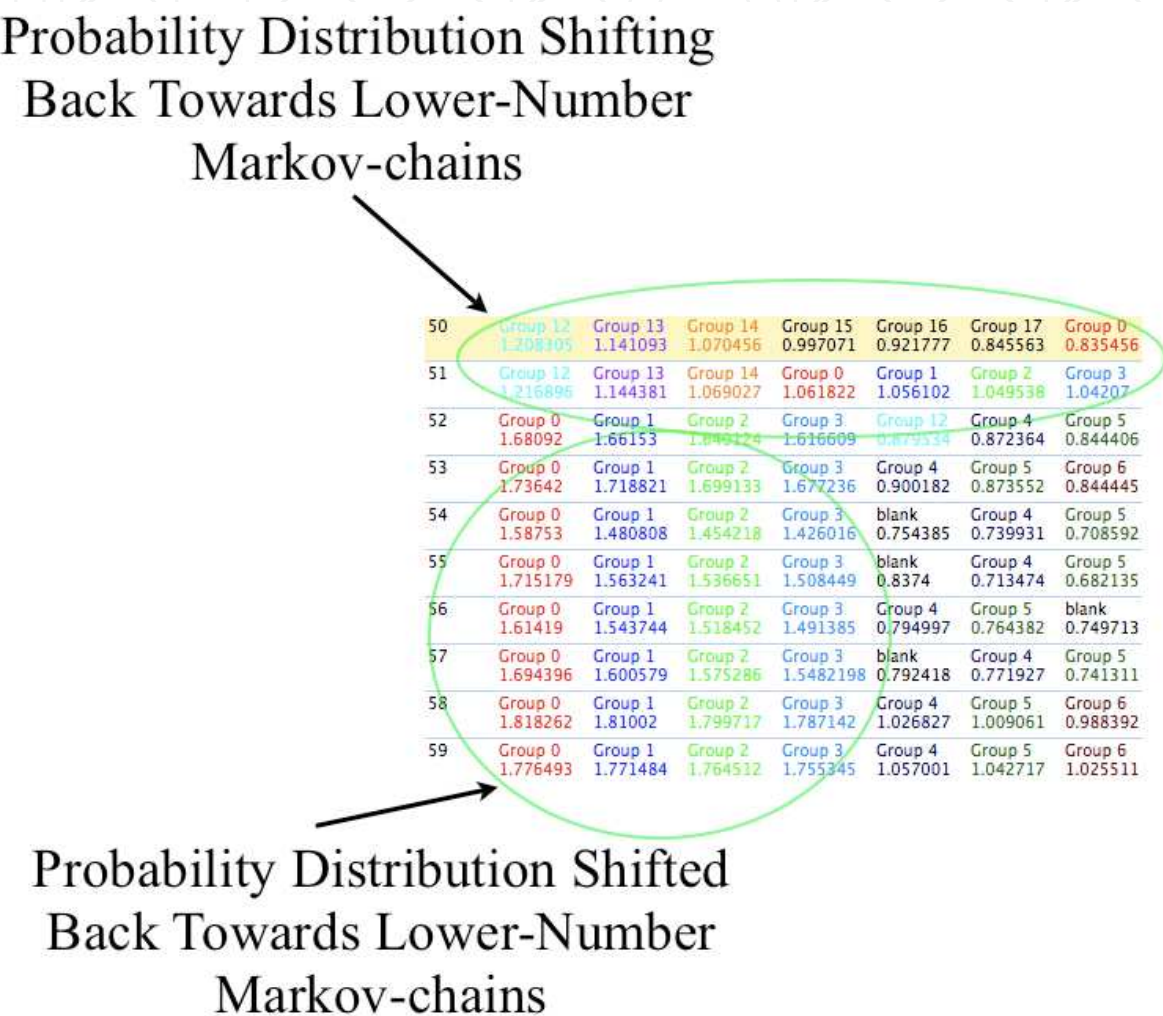 Probability Distribution Shifting
Back Towards Lower-Number
Markov-chains
50 Group 12 Group 13 Group 14 Group 15 Group 16 Group 17 Group 0
1.208305 1.141093 1.070456 0.997071 0.921777 0.845563 0.835456
51 Group 12 Group 13 Group 14 Group 0 Group 1 Group 2 Group 3
1.216896 1.144381 1.069027 1.061822 1.056102 1.049538 1.04207
52 Group 0 Group 1 Group 2 Group 3 Group 12 Group 4 Group 5
1.68092 1.66153 1.616609 0.879534 0.872364 0.844406
53 Group 0 Group 1 Group 2 Group 3 Group 4 Group 5 Group 6
1.73642 1.718821 1.699133 1.677236 0.900182 0.873552 0.844445
54 Group 0 Group 1 Group 2 Group 3 blank Group 4 Group 5
1.58753 1.480808 1.454218 1.426016 0.754385 0.739931 0.708592
55 Group 0 Group 1 Group 2 Group 3 blank Group 4 Group 5
1.715179 1.563241 1.536651 1.508449 0.8374 0.713474 0.682135
56 Group 0 Group 1 Group 2 Group 3 Group 4 Group 5 blank
1.61419 1.543744 1.518452 1.491385 0.794997 0.764382 0.749713
57 Group 0 Group 1 Group 2 Group 3 blank Group 4 Group 5
1.694396 1.600579 1.575286 1.5482198 0.792418 0.771927 0.741311
58 Group 0 Group 1 Group 2 Group 3 Group 4 Group 5 Group 6
1.818262 1.81002 1.799717 1.787142 1.026827 1.009061 0.988392
59 Group 0 Group 1 Group 2 Group 3 Group 4 Group 5 Group 6
1.776493 1.771484 1.764512 1.755345 1.057001 1.042717 1.025511
Probability Distribution Shifted
Back Towards Lower-Number
Markov-chains